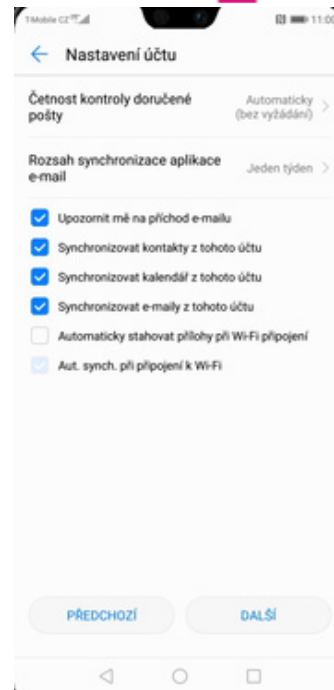 T-Mobile CZ
11:00
Nastavení účtu
Četnost kontroly doručené
pošty
Automaticky
(bez vyžádání)
Rozsah synchronizace aplikace
e-mail
Jeden týden
Upozornit mě na příchod e-mailu
Synchronizovat kontakty z tohoto účtu
Synchronizovat kalendář z tohoto účtu
Synchronizovat e-maily z tohoto účtu
Automaticky stahovat přílohy při Wi-Fi připojení
Aut. synch. při připojení k Wi-Fi
PŘEDCHOZÍ
DALŠÍ